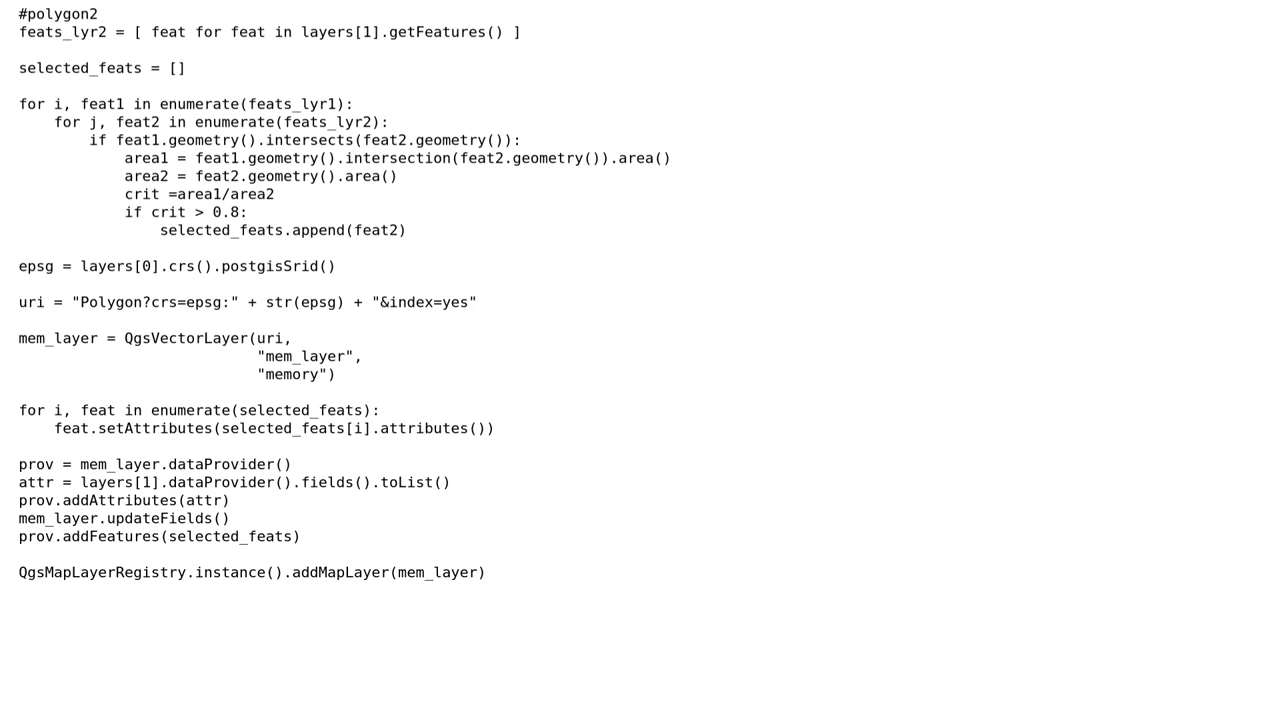 #polygon2
feats_lyr2 = [ feat for feat in layers[1].getFeatures() ]

selected_feats = []

for i, feat1 in enumerate(feats_lyr1):
    for j, feat2 in enumerate(feats_lyr2):
        if feat1.geometry().intersects(feat2.geometry()):
            area1 = feat1.geometry().intersection(feat2.geometry()).area()
            area2 = feat2.geometry().area()
            crit =area1/area2
            if crit > 0.8:
                selected_feats.append(feat2)

epsg = layers[0].crs().postgisSrid()

uri = "Polygon?crs=epsg:" + str(epsg) + "&index=yes"

mem_layer = QgsVectorLayer(uri,
                           "mem_layer",
                           "memory")

for i, feat in enumerate(selected_feats):
    feat.setAttributes(selected_feats[i].attributes())

prov = mem_layer.dataProvider()
attr = layers[1].dataProvider().fields().toList()
prov.addAttributes(attr)
mem_layer.updateFields()
prov.addFeatures(selected_feats)

QgsMapLayerRegistry.instance().addMapLayer(mem_layer)